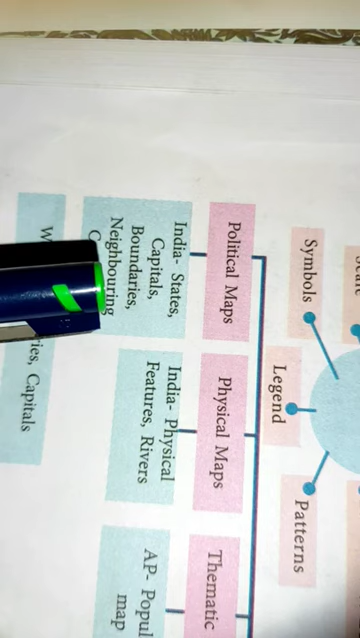 Symbols
Legend
Patterns
Political Maps
Physical Maps
Thematic
India- States,
Capitals,
Boundaries,
Neighbouring
India- Physical
Features, Rivers
AP- Popul
map
ries, Capitals